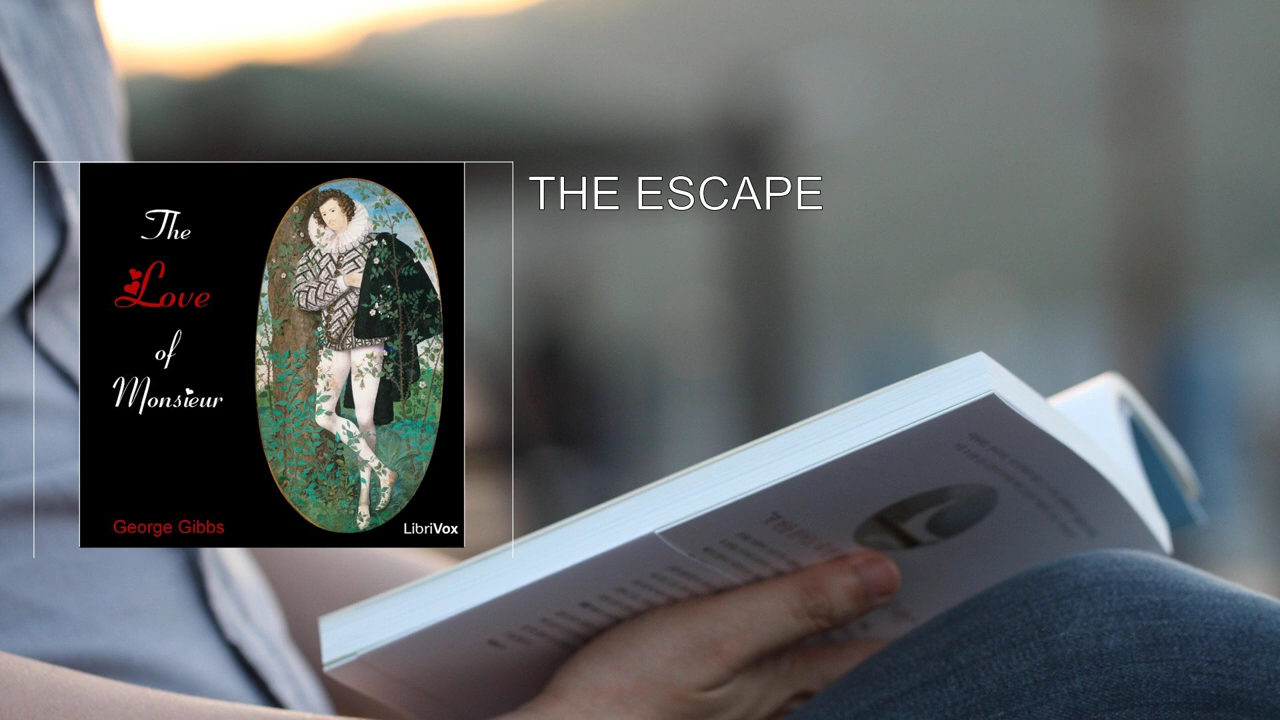 The
Love
of
Monsieur
George Gibbs
LibriVox
THE ESCAPE